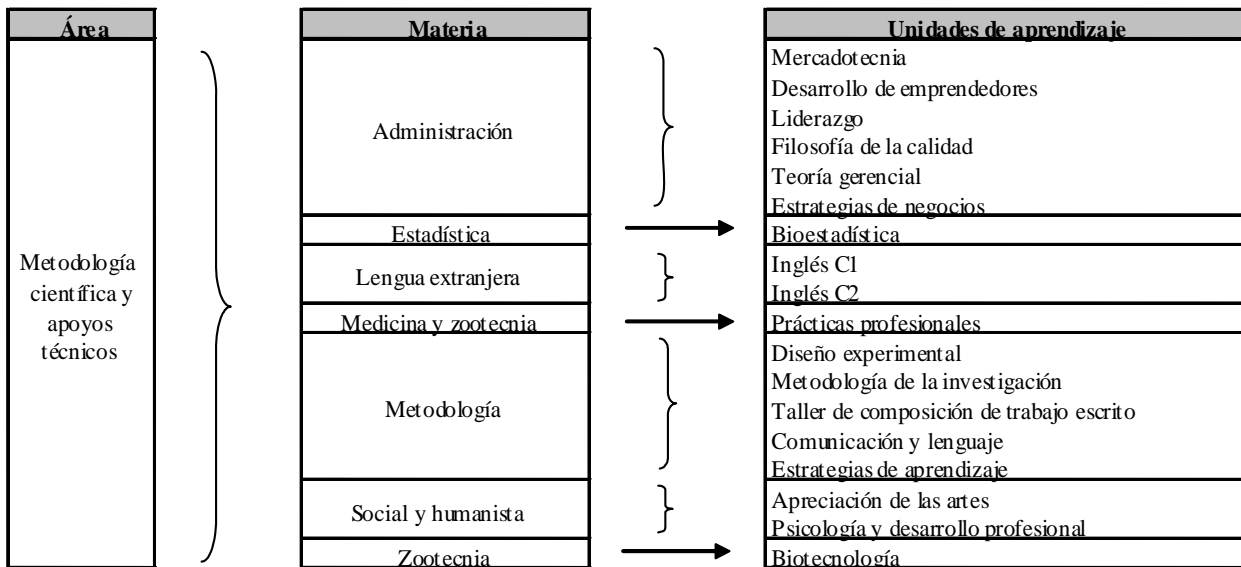 Área
Materia
Unidades de aprendizaje
Metodología
científica y
apoyos
técnicos
Administración
Mercadotecnia
Desarrollo de emprendedores
Liderazgo
Filosofía de la calidad
Teoría gerencial
Estrategias de negocios
Estadística
Bioestadística
Lengua extranjera
Inglés C1
Inglés C2
Medicina y zootecnia
Prácticas profesionales
Metodología
Diseño experimental
Metodología de la investigación
Taller de composición de trabajo escrito
Comunicación y lenguaje
Estrategias de aprendizaje
Social y humanista
Apreciación de las artes
Psicología y desarrollo profesional
Zootecnia
Biotecnología